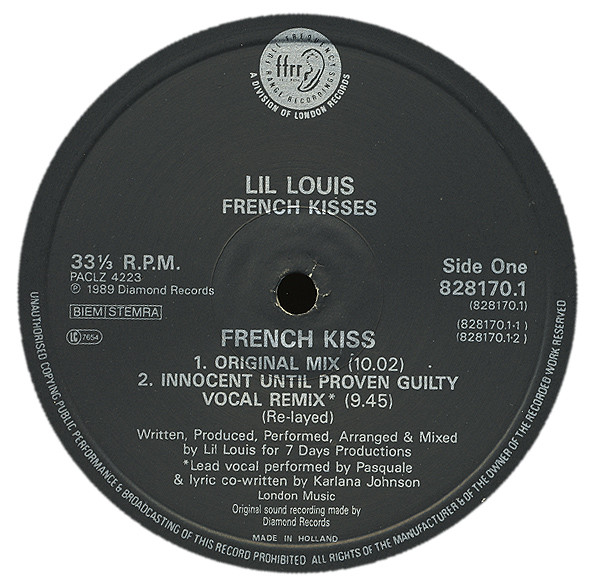 FULL FREQUENCY
ffrr
RANGE RECORDINGS
A DIVISION OF LONDON RECORDS
LIL LOUIS
FRENCH KISSES
33⅓ R.P.M.
PACLZ 4223
℗ 1989 Diamond Records
BIEM STEMRA
LC 7654
Side One
828170.1
(828170.1)
(828170.1·1)
(828170.1·2)
FRENCH KISS
1. ORIGINAL MIX (10.02)
2. INNOCENT UNTIL PROVEN GUILTY
VOCAL REMIX* (9.45)
(Re-layed)
Written, Produced, Performed, Arranged & Mixed
by Lil Louis for 7 Days Productions
*Lead vocal performed by Pasquale
& lyric co-written by Karlana Johnson
London Music
Original sound recording made by
Diamond Records
MADE IN HOLLAND
UNAUTHORISED COPYING, PUBLIC PERFORMANCE & BROADCASTING OF THIS RECORD PROHIBITED ALL RIGHTS OF THE MANUFACTURER & OF THE OWNER OF THE RECORDED WORK RESERVED